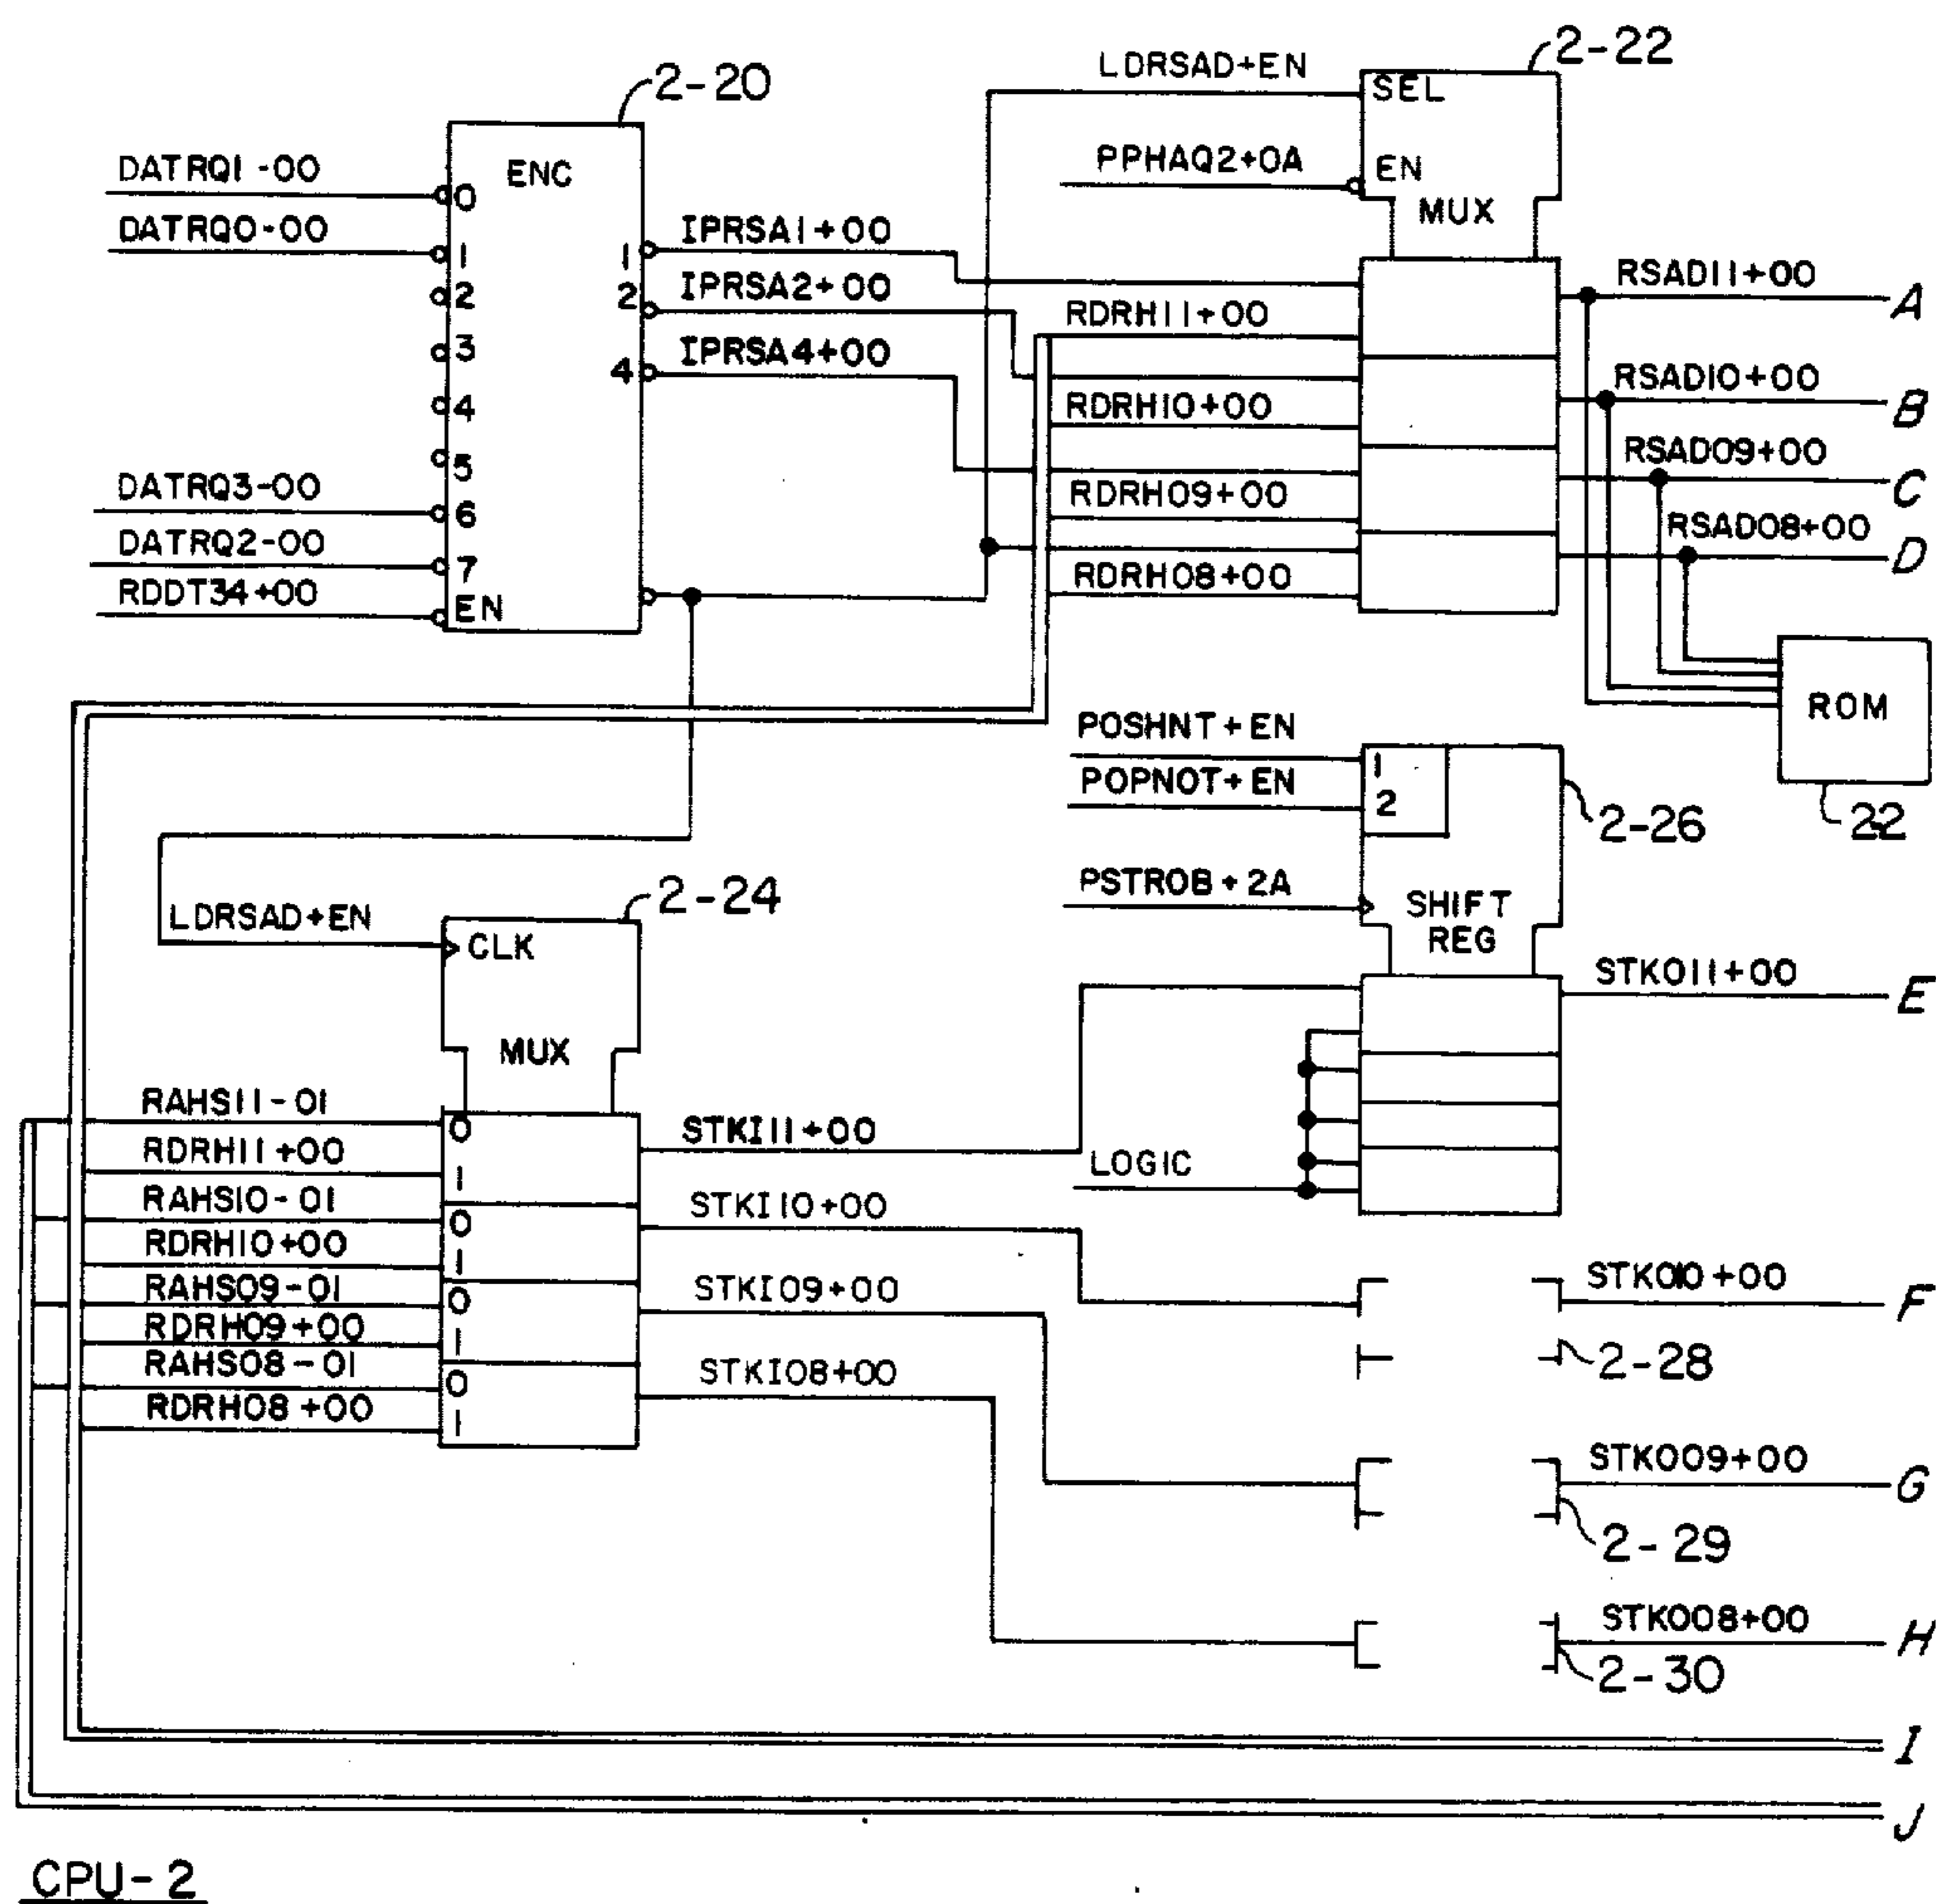 2-20
DATRQ1-00
DATRQ0-00
DATRQ3-00
DATRQ2-00
RDDT34+00
ENC
0
1
2
3
4
5
6
7
EN
1
2
4
IPRSA1+00
IPRSA2+00
IPRSA4+00
LDRSAD+EN
PPHAQ2+0A
2-22
SEL
EN
MUX
RDRH11+00
RDRH10+00
RDRH09+00
RDRH08+00
RSAD11+00
A
RSAD10+00
B
RSAD09+00
C
RSAD08+00
D
ROM
22
POSHNT+EN
POPNOT+EN
PSTROB+2A
1
2
2-26
SHIFT
REG
LOGIC
STK011+00
E
LDRSAD+EN
2-24
CLK
MUX
RAHS11-01
RDRH11+00
RAHS10-01
RDRH10+00
RAHS09-01
RDRH09+00
RAHS08-01
RDRH08+00
0
1
0
1
0
1
0
1
STKI11+00
STKI10+00
STKI09+00
STKI08+00
STK010+00
F
2-28
STK009+00
G
2-29
STK008+00
H
2-30
I
J
CPU-2